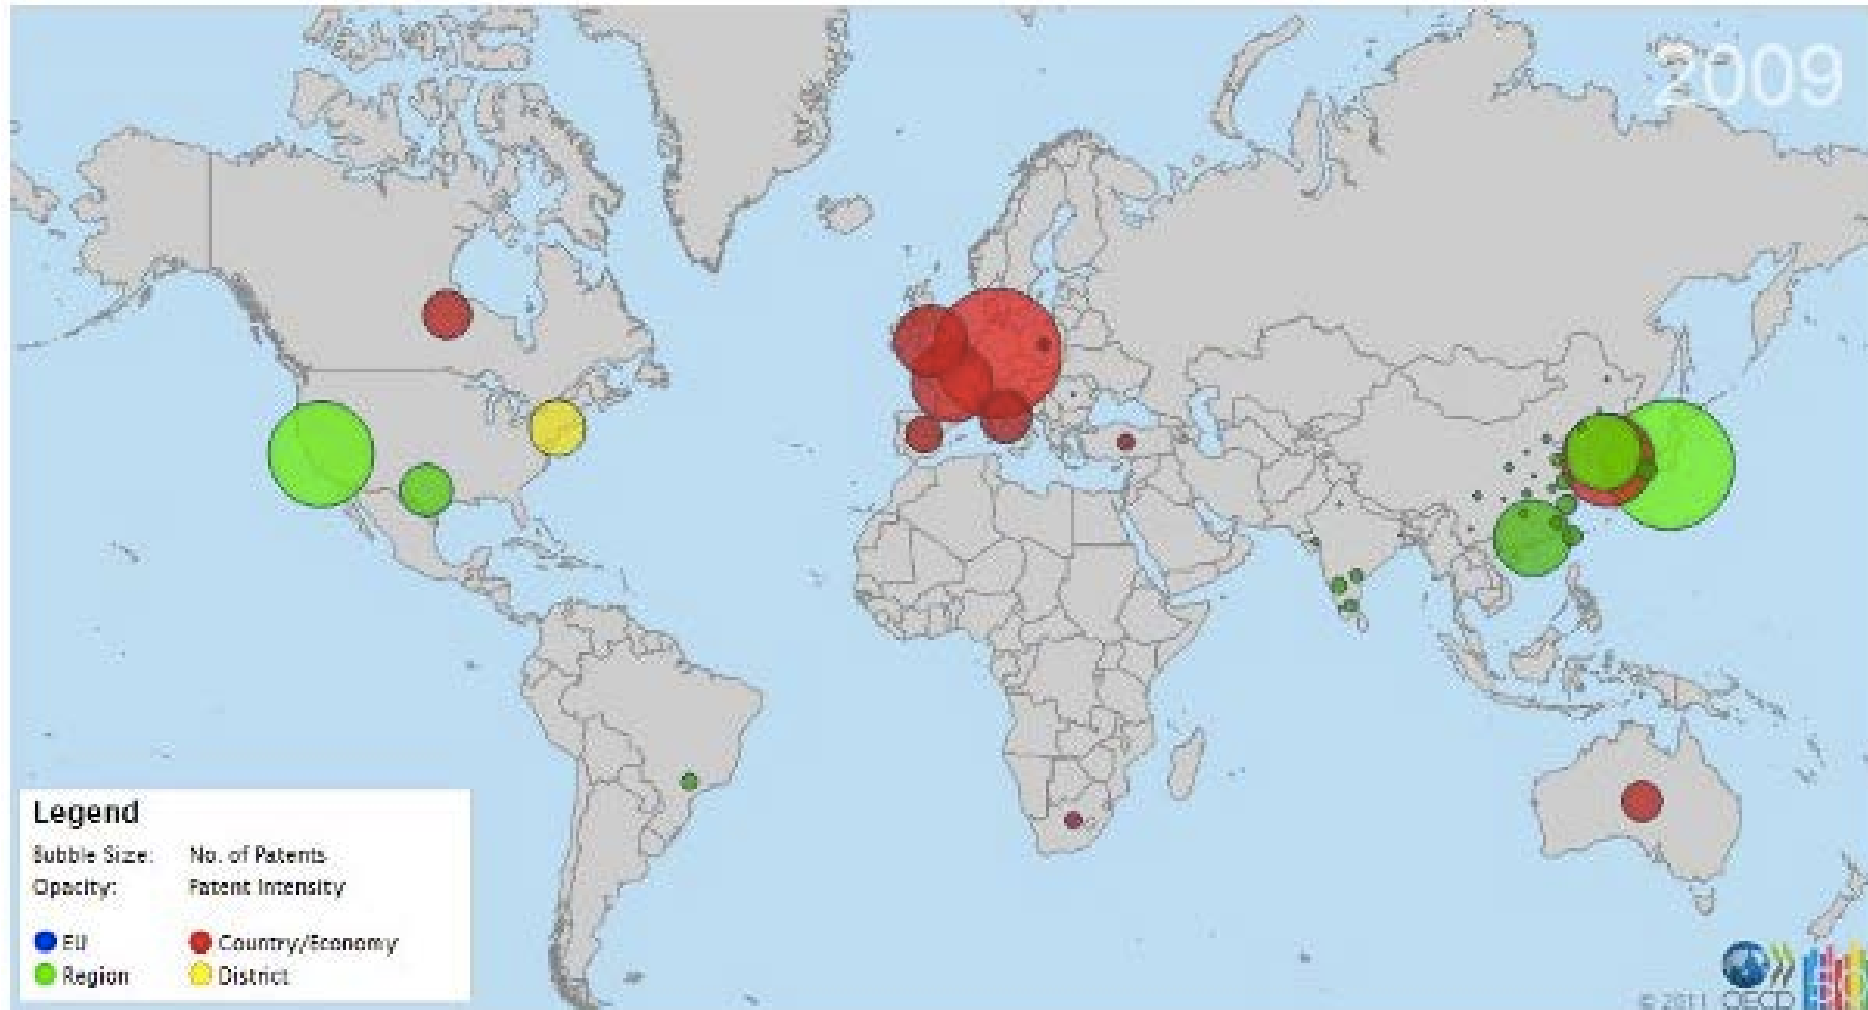 2009
Legend
Bubble Size: No. of Patents
Opacity: Patent Intensity
EU Country/Economy
Region District
© 2011 OECD